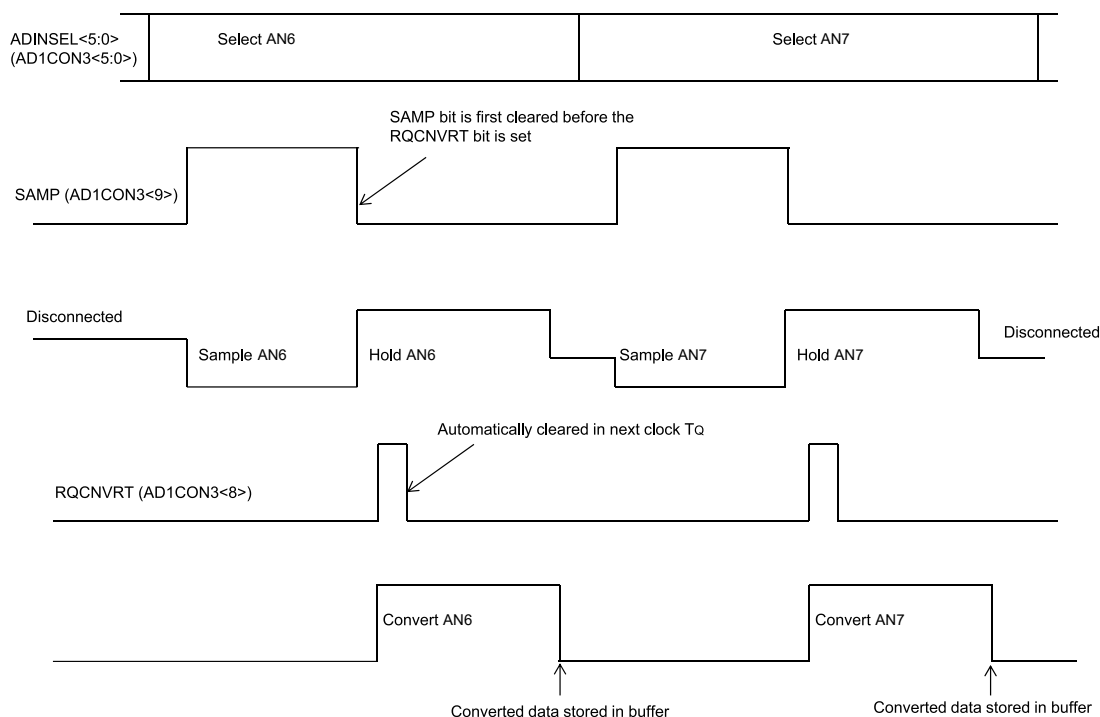 ADINSEL<5:0>
(AD1CON3<5:0>)
Select AN6
Select AN7
SAMP bit is first cleared before the
RQCNVRT bit is set
SAMP (AD1CON3<9>)
Disconnected
Sample AN6
Hold AN6
Sample AN7
Hold AN7
Disconnected
Automatically cleared in next clock TQ
RQCNVRT (AD1CON3<8>)
Convert AN6
Convert AN7
Converted data stored in buffer
Converted data stored in buffer